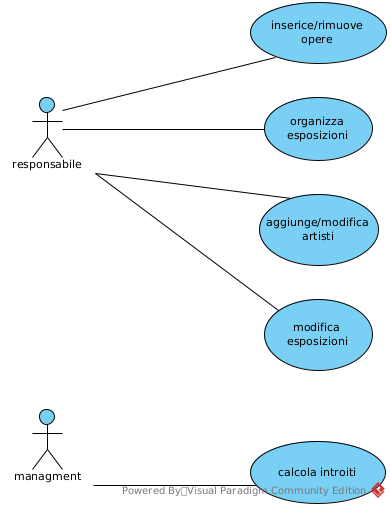 inserice/rimuove
opere
organizza
esposizioni
responsabile
aggiunge/modifica
artisti
modifica
esposizioni
managment
calcola introiti
Powered By Visual Paradigm Community Edition